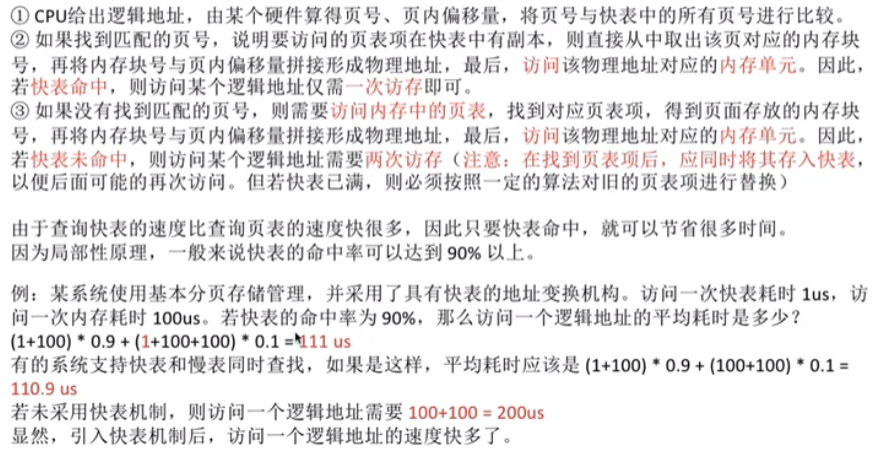 ① CPU给出逻辑地址，由某个硬件算得页号、页内偏移量，将页号与快表中的所有页号进行比较。
② 如果找到匹配的页号，说明要访问的页表项在快表中有副本，则直接从中取出该页对应的内存块
号，再将内存块号与页内偏移量拼接形成物理地址，最后，访问该物理地址对应的内存单元。因此，
若快表命中，则访问某个逻辑地址仅需一次访存即可。
③ 如果没有找到匹配的页号，则需要访问内存中的页表，找到对应页表项，得到页面存放的内存块
号，再将内存块号与页内偏移量拼接形成物理地址，最后，访问该物理地址对应的内存单元。因此，
若快表未命中，则访问某个逻辑地址需要两次访存（注意：在找到页表项后，应同时将其存入快表，
以便后面可能的再次访问。但若快表已满，则必须按照一定的算法对旧的页表项进行替换）
由于查询快表的速度比查询页表的速度快很多，因此只要快表命中，就可以节省很多时间。
因为局部性原理，一般来说快表的命中率可以达到 90% 以上。
例：某系统使用基本分页存储管理，并采用了具有快表的地址变换机构。访问一次快表耗时 1us，访
问一次内存耗时 100us。若快表的命中率为 90%，那么访问一个逻辑地址的平均耗时是多少？
(1+100) * 0.9 + (1+100+100) * 0.1 = 111 us
有的系统支持快表和慢表同时查找，如果是这样，平均耗时应该是 (1+100) * 0.9 + (100+100) * 0.1 =
110.9 us
若未采用快表机制，则访问一个逻辑地址需要 100+100 = 200us
显然，引入快表机制后，访问一个逻辑地址的速度快多了。